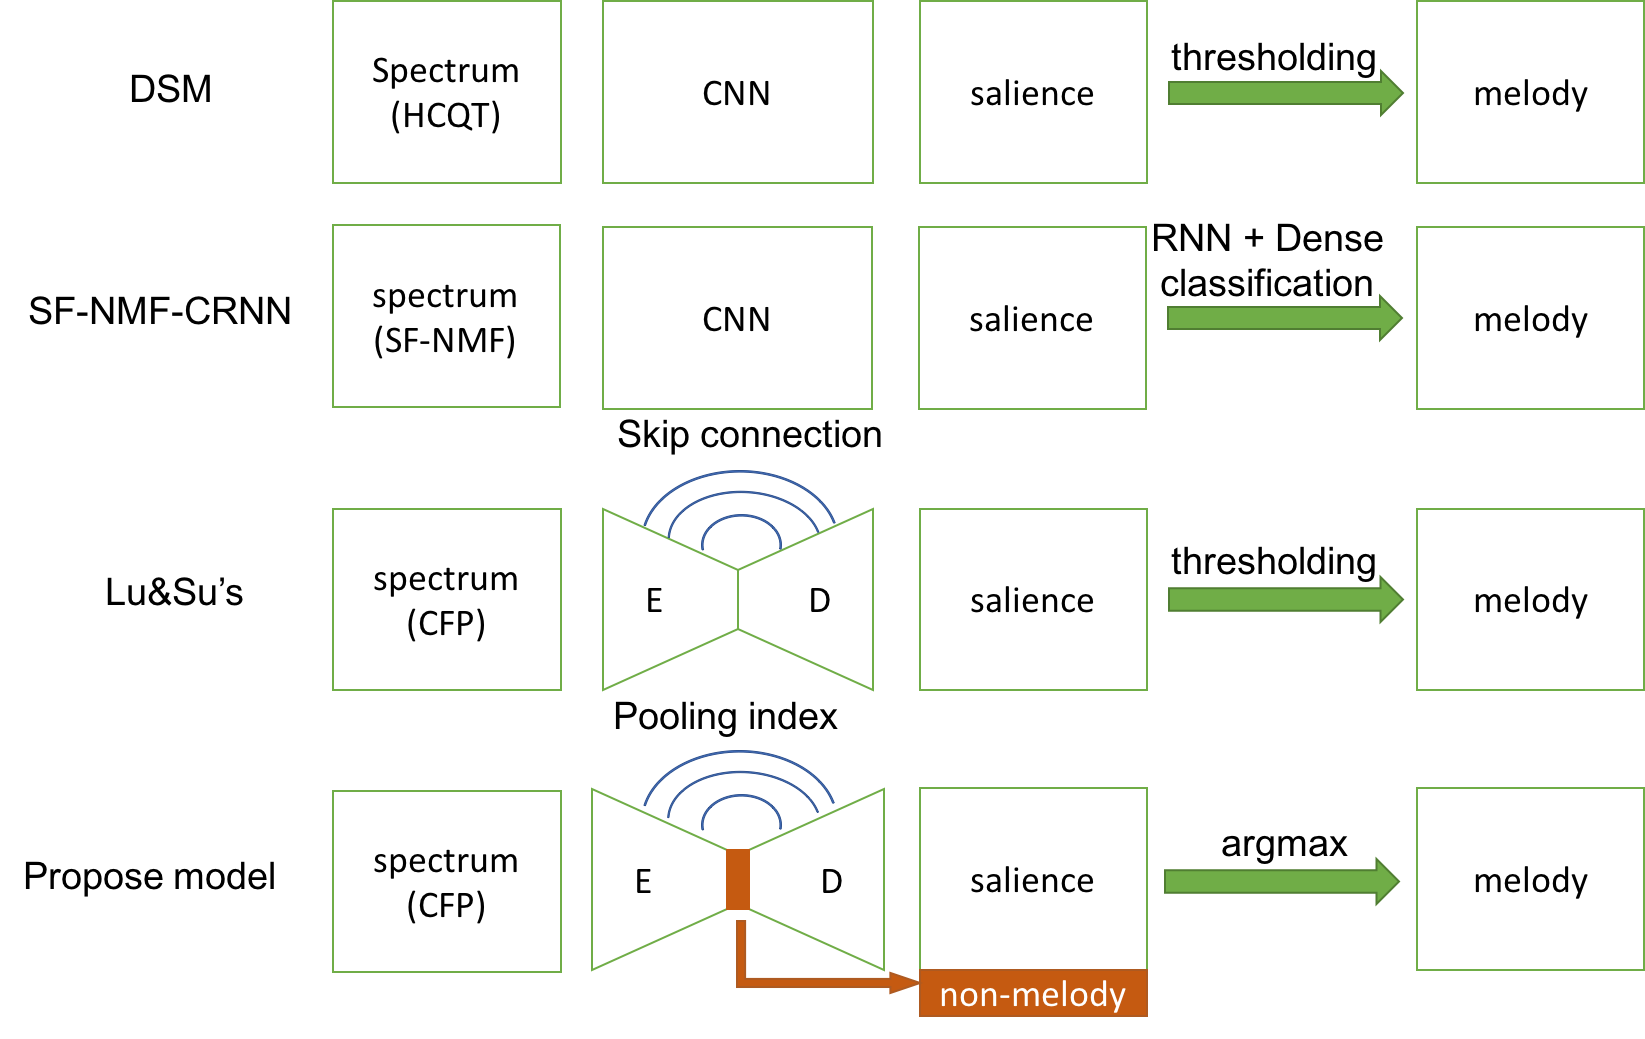 DSM
Spectrum
(HCQT)
CNN
salience
thresholding
melody
SF-NMF-CRNN
spectrum
(SF-NMF)
CNN
salience
RNN + Dense
classification
melody
Skip connection
Lu&Su's
spectrum
(CFP)
E
D
salience
thresholding
melody
Pooling index
Propose model
spectrum
(CFP)
E
D
salience
argmax
melody
non-melody